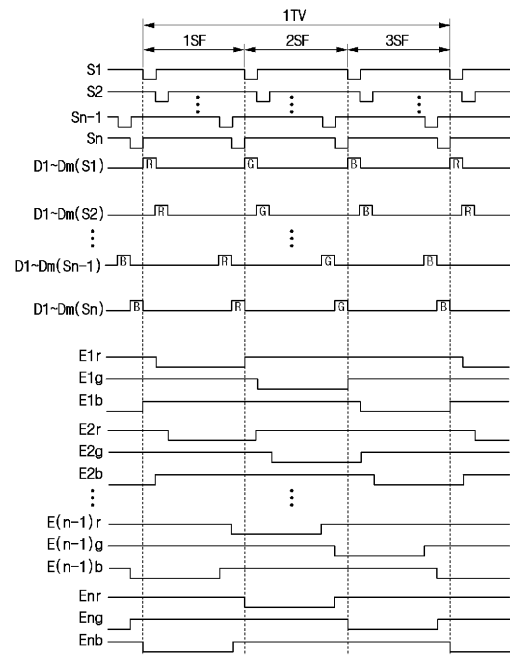 1TV
1SF 2SF 3SF
S1
S2
Sn-1
Sn
D1~Dm(S1) R G B R
D1~Dm(S2) R G B R
D1~Dm(Sn-1) B R G B
D1~Dm(Sn) B R G B
E1r
E1g
E1b
E2r
E2g
E2b
E(n-1)r
E(n-1)g
E(n-1)b
Enr
Eng
Enb